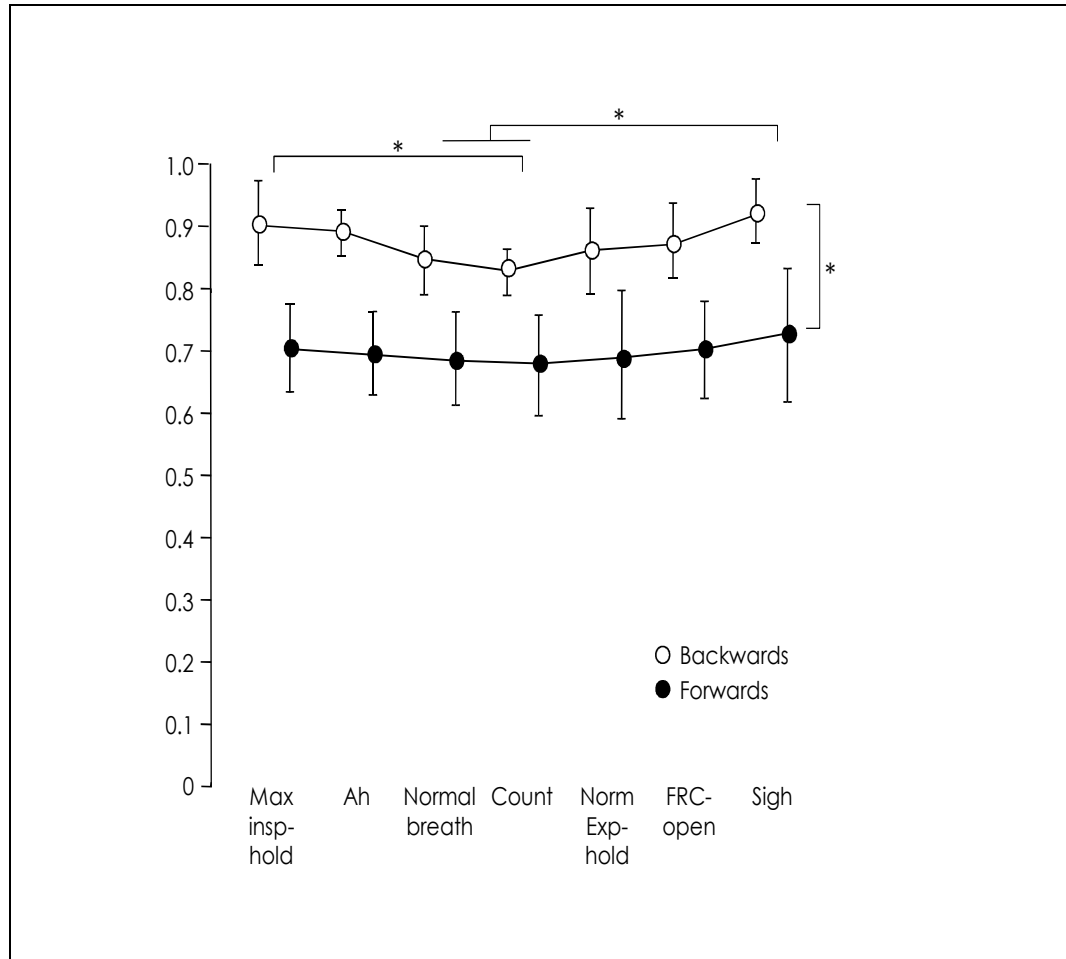 *
*
1.0
0.9
0.8
*
0.7
0.6
0.5
0.4
0.3
0.2
0.1
0
Backwards
Forwards
Max
insp-
hold
Ah
Normal
breath
Count
Norm
Exp-
hold
FRC-
open
Sigh